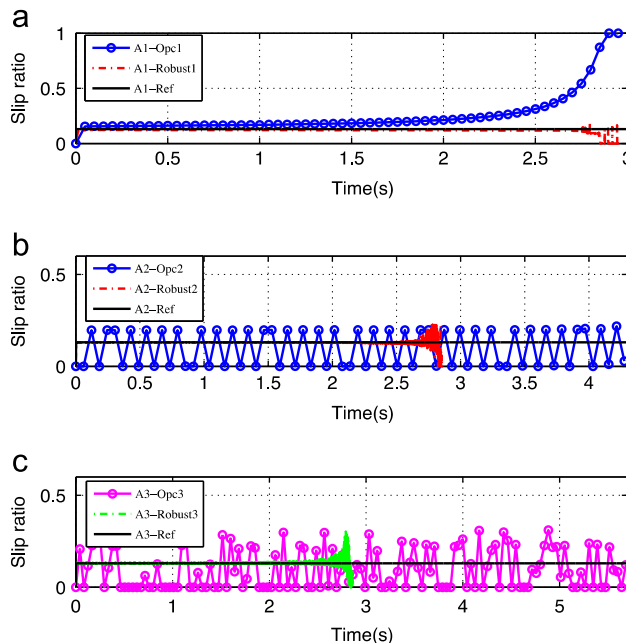 a
1
0.5
0
Slip ratio
A1–Opc1
A1–Robust1
A1–Ref
0 0.5 1 1.5 2 2.5 3
Time(s)
b
0.5
0
Slip ratio
A2–Opc2
A2–Robust2
A2–Ref
0 0.5 1 1.5 2 2.5 3 3.5 4
Time(s)
c
0.5
0
Slip ratio
A3–Opc3
A3–Robust3
A3–Ref
0 1 2 3 4 5
Time(s)